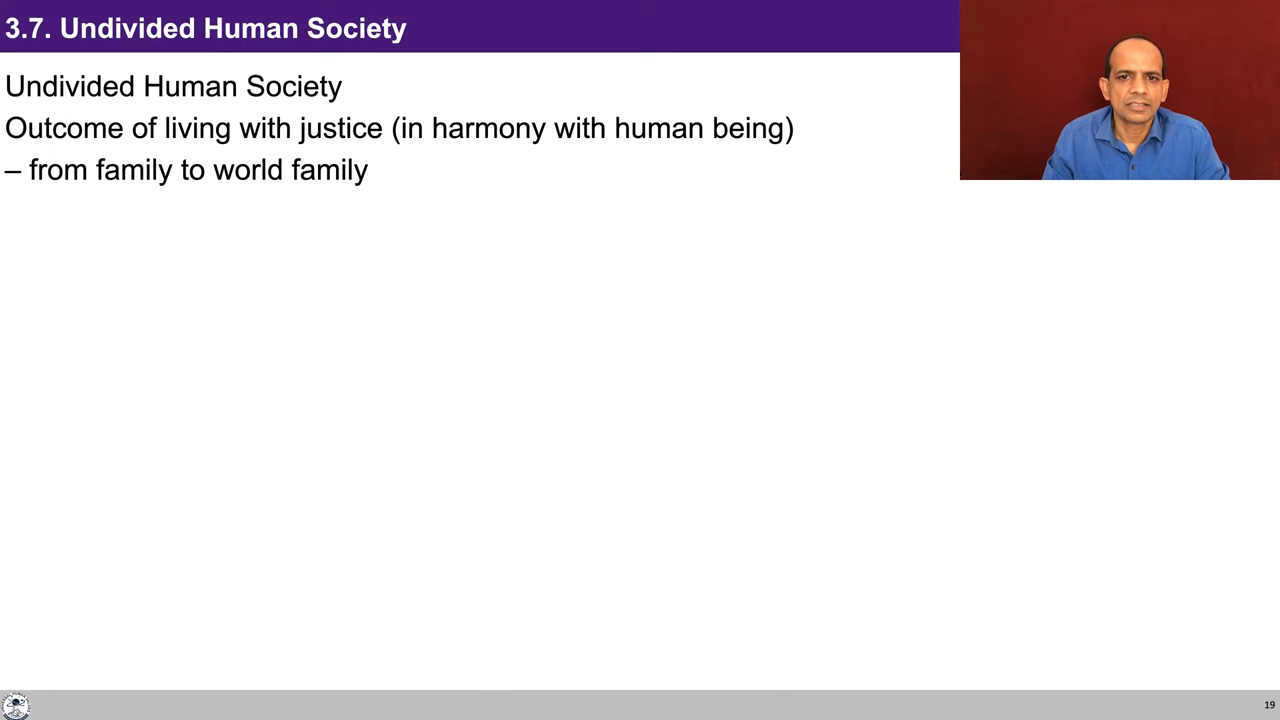 3.7. Undivided Human Society
Undivided Human Society
Outcome of living with justice (in harmony with human being)
– from family to world family
19